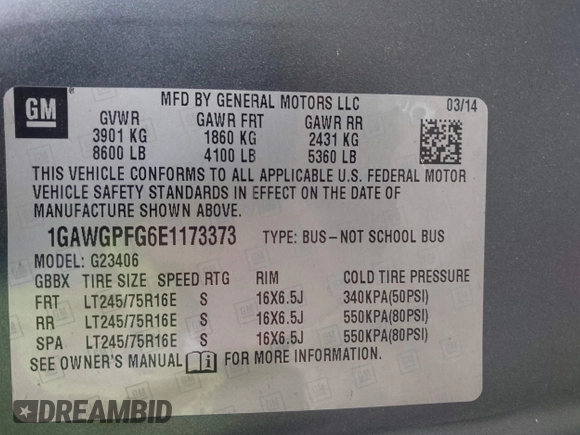 GM
MFD BY GENERAL MOTORS LLC 03/14
GVWR GAWR FRT GAWR RR
3901 KG 1860 KG 2431 KG
8600 LB 4100 LB 5360 LB
THIS VEHICLE CONFORMS TO ALL APPLICABLE U.S. FEDERAL MOTOR
VEHICLE SAFETY STANDARDS IN EFFECT ON THE DATE OF
MANUFACTURE SHOWN ABOVE.
1GAWGPFG6E1173373 TYPE: BUS–NOT SCHOOL BUS
MODEL: G23406
GBBX TIRE SIZE SPEED RTG RIM COLD TIRE PRESSURE
FRT LT245/75R16E S 16X6.5J 340KPA(50PSI)
RR LT245/75R16E S 16X6.5J 550KPA(80PSI)
SPA LT245/75R16E S 16X6.5J 550KPA(80PSI)
SEE OWNER'S MANUAL FOR MORE INFORMATION.
DREAMBID